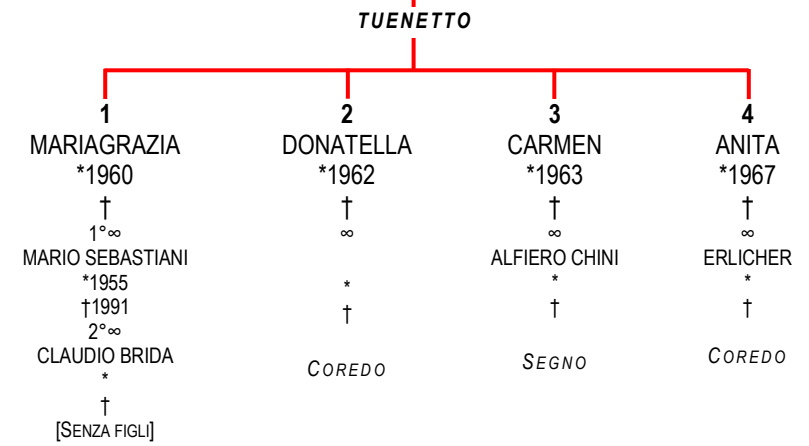 TUENETTO
1
MARIAGRAZIA
*1960
†
1°∞
MARIO SEBASTIANI
*1955
†1991
2°∞
CLAUDIO BRIDA
*
†
[SENZA FIGLI]
2
DONATELLA
*1962
†
∞
*
†
COREDO
3
CARMEN
*1963
†
∞
ALFIERO CHINI
*
†
SEGNO
4
ANITA
*1967
†
∞
ERLICHER
*
†
COREDO